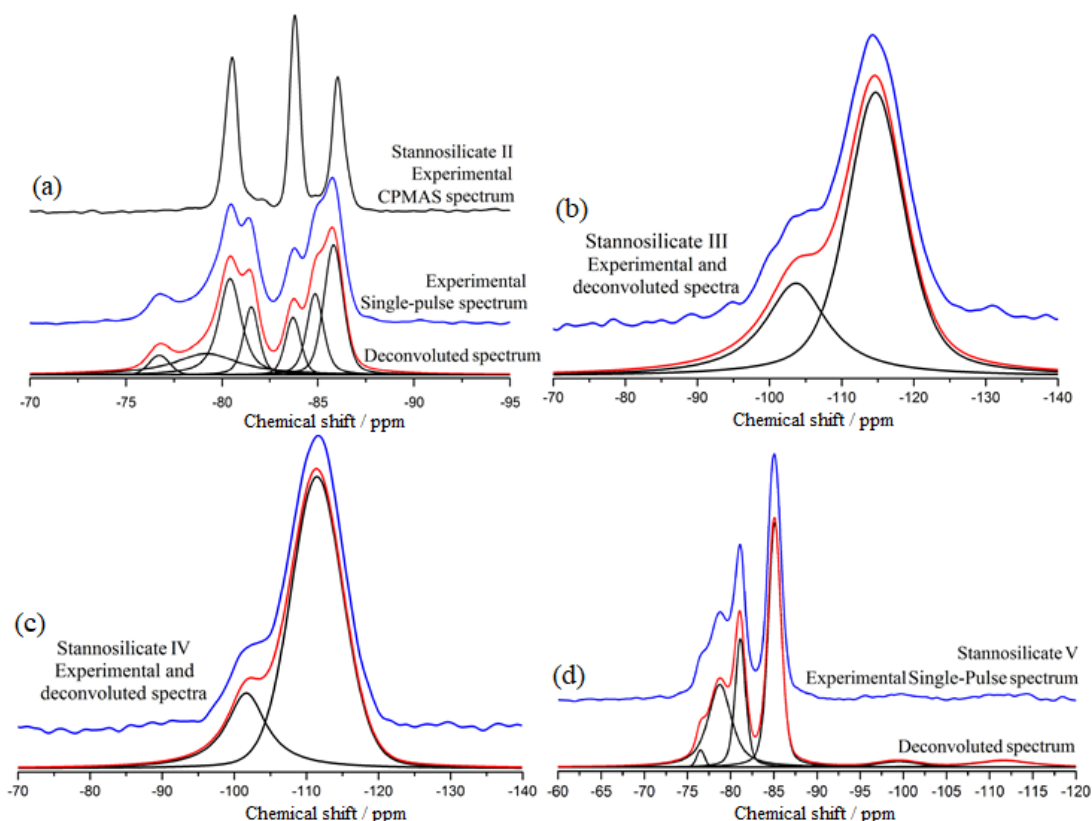 (a)
Stannosilicate II
Experimental
CPMAS spectrum
Experimental
Single-pulse spectrum
Deconvoluted spectrum
-70 -75 -80 -85 -90 -95
Chemical shift / ppm
(b)
Stannosilicate III
Experimental and
deconvoluted spectra
-70 -80 -90 -100 -110 -120 -130 -140
Chemical shift / ppm
(c)
Stannosilicate IV
Experimental and
deconvoluted spectra
-70 -80 -90 -100 -110 -120 -130 -140
Chemical shift / ppm
(d)
Stannosilicate V
Experimental Single-Pulse spectrum
Deconvoluted spectrum
-60 -65 -70 -75 -80 -85 -90 -95 -100 -105 -110 -115 -120
Chemical shift / ppm